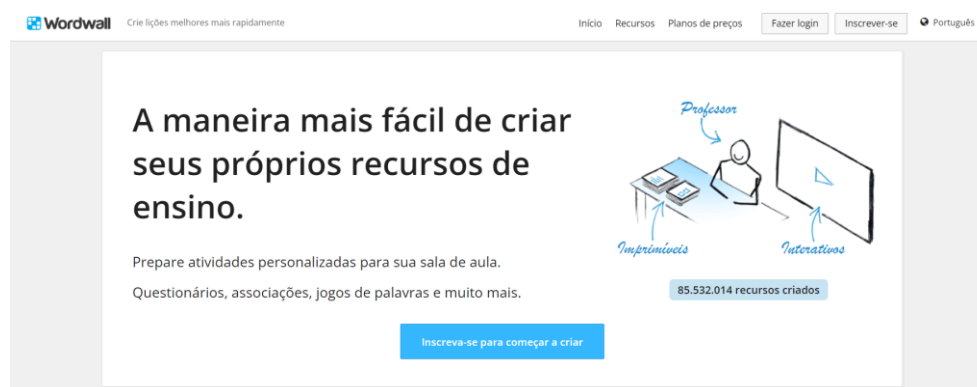 Wordwall Crie lições melhores mais rapidamente Início Recursos Planos de preços Fazer login Inscrever-se Português
A maneira mais fácil de criar
seus próprios recursos de
ensino.
Prepare atividades personalizadas para sua sala de aula.
Questionários, associações, jogos de palavras e muito mais.
Professor
Imprimíveis
Interativos
85.532.014 recursos criados
Inscreva-se para começar a criar